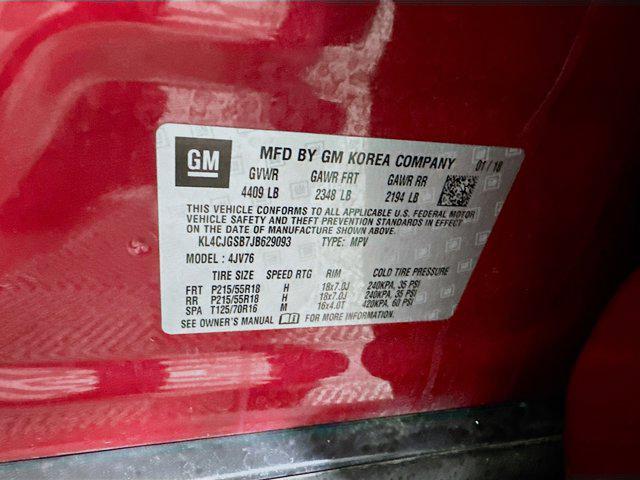 GM MFD BY GM KOREA COMPANY 01/18
GVWR GAWR FRT GAWR RR
4409 LB 2348 LB 2194 LB
THIS VEHICLE CONFORMS TO ALL APPLICABLE U.S. FEDERAL MOTOR
VEHICLE SAFETY AND THEFT PREVENTION STANDARDS IN EFFECT
ON THE DATE OF MANUFACTURE SHOWN ABOVE.
KL4CJGSB7JB629093 TYPE: MPV
MODEL: 4JV76
TIRE SIZE SPEED RTG RIM COLD TIRE PRESSURE
FRT P215/55R18 H 18x7.0J 240KPA, 35 PSI
RR P215/55R18 H 18x7.0J 240KPA, 35 PSI
SPA T125/70R16 M 16x4.0T 420KPA, 60 PSI
SEE OWNER'S MANUAL FOR MORE INFORMATION.